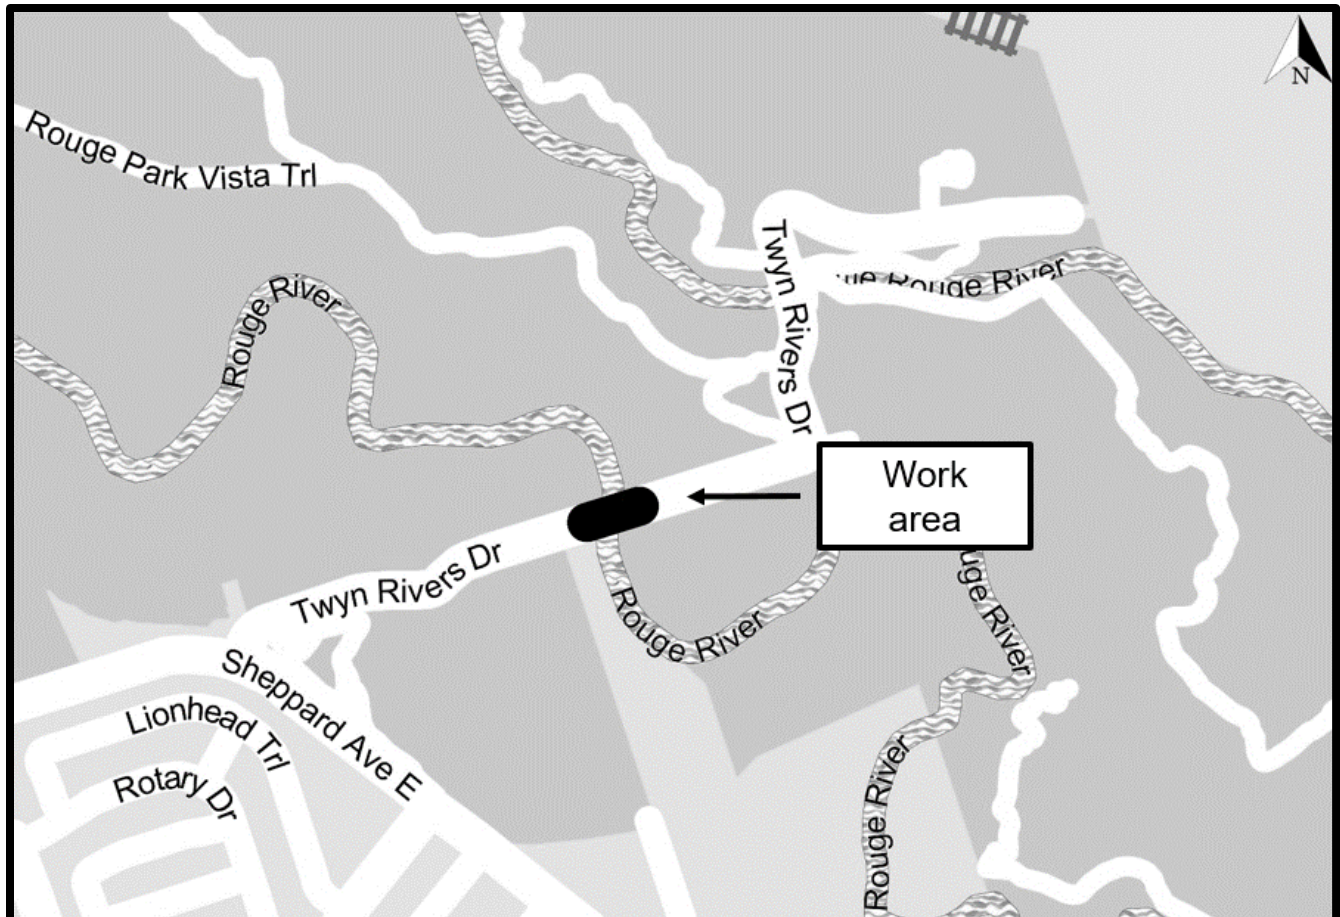 N
Rouge Park Vista Trl
Twyn Rivers Dr
Rouge River
Rouge River
Work
area
Twyn Rivers Dr
Rouge River
River
Sheppard Ave E
Lionhead Trl
Rotary Dr
Rouge River